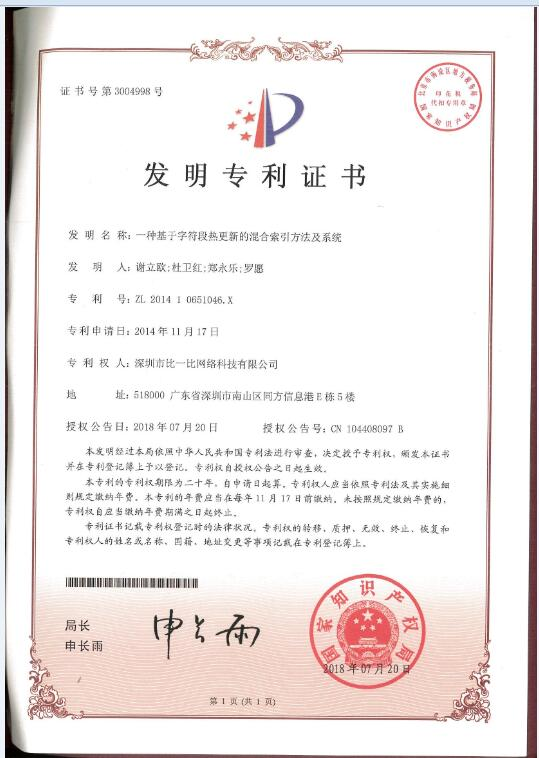 证书号第3004998号
北京市海淀区地方税务局
印花税
代扣专用章
国家知识产权局
发明专利证书
发明名称：一种基于字符段热更新的混合索引方法及系统
发明人：谢立欧;杜卫红;郑永乐;罗愿
专利号：ZL 2014 1 0651046.X
专利申请日：2014年11月17日
专利权人：深圳市比一比网络科技有限公司
地址：518000 广东省深圳市南山区同方信息港E栋5楼
授权公告日：2018年07月20日 授权公告号：CN 104408097 B
本发明经过本局依照中华人民共和国专利法进行审查，决定授予专利权，颁发本证书
并在专利登记簿上予以登记。专利权自授权公告之日起生效。
本专利的专利权期限为二十年，自申请日起算。专利权人应当依照专利法及其实施细
则规定缴纳年费。本专利的年费应当在每年11月17日前缴纳。未按照规定缴纳年费的，
专利权自应当缴纳年费期满之日起终止。
专利证书记载专利权登记时的法律状况。专利权的转移、质押、无效、终止、恢复和
专利权人的姓名或名称、国籍、地址变更等事项记载在专利登记簿上。
局长
申长雨
申长雨
国家知识产权局
2018年07月20日
第1页(共1页)